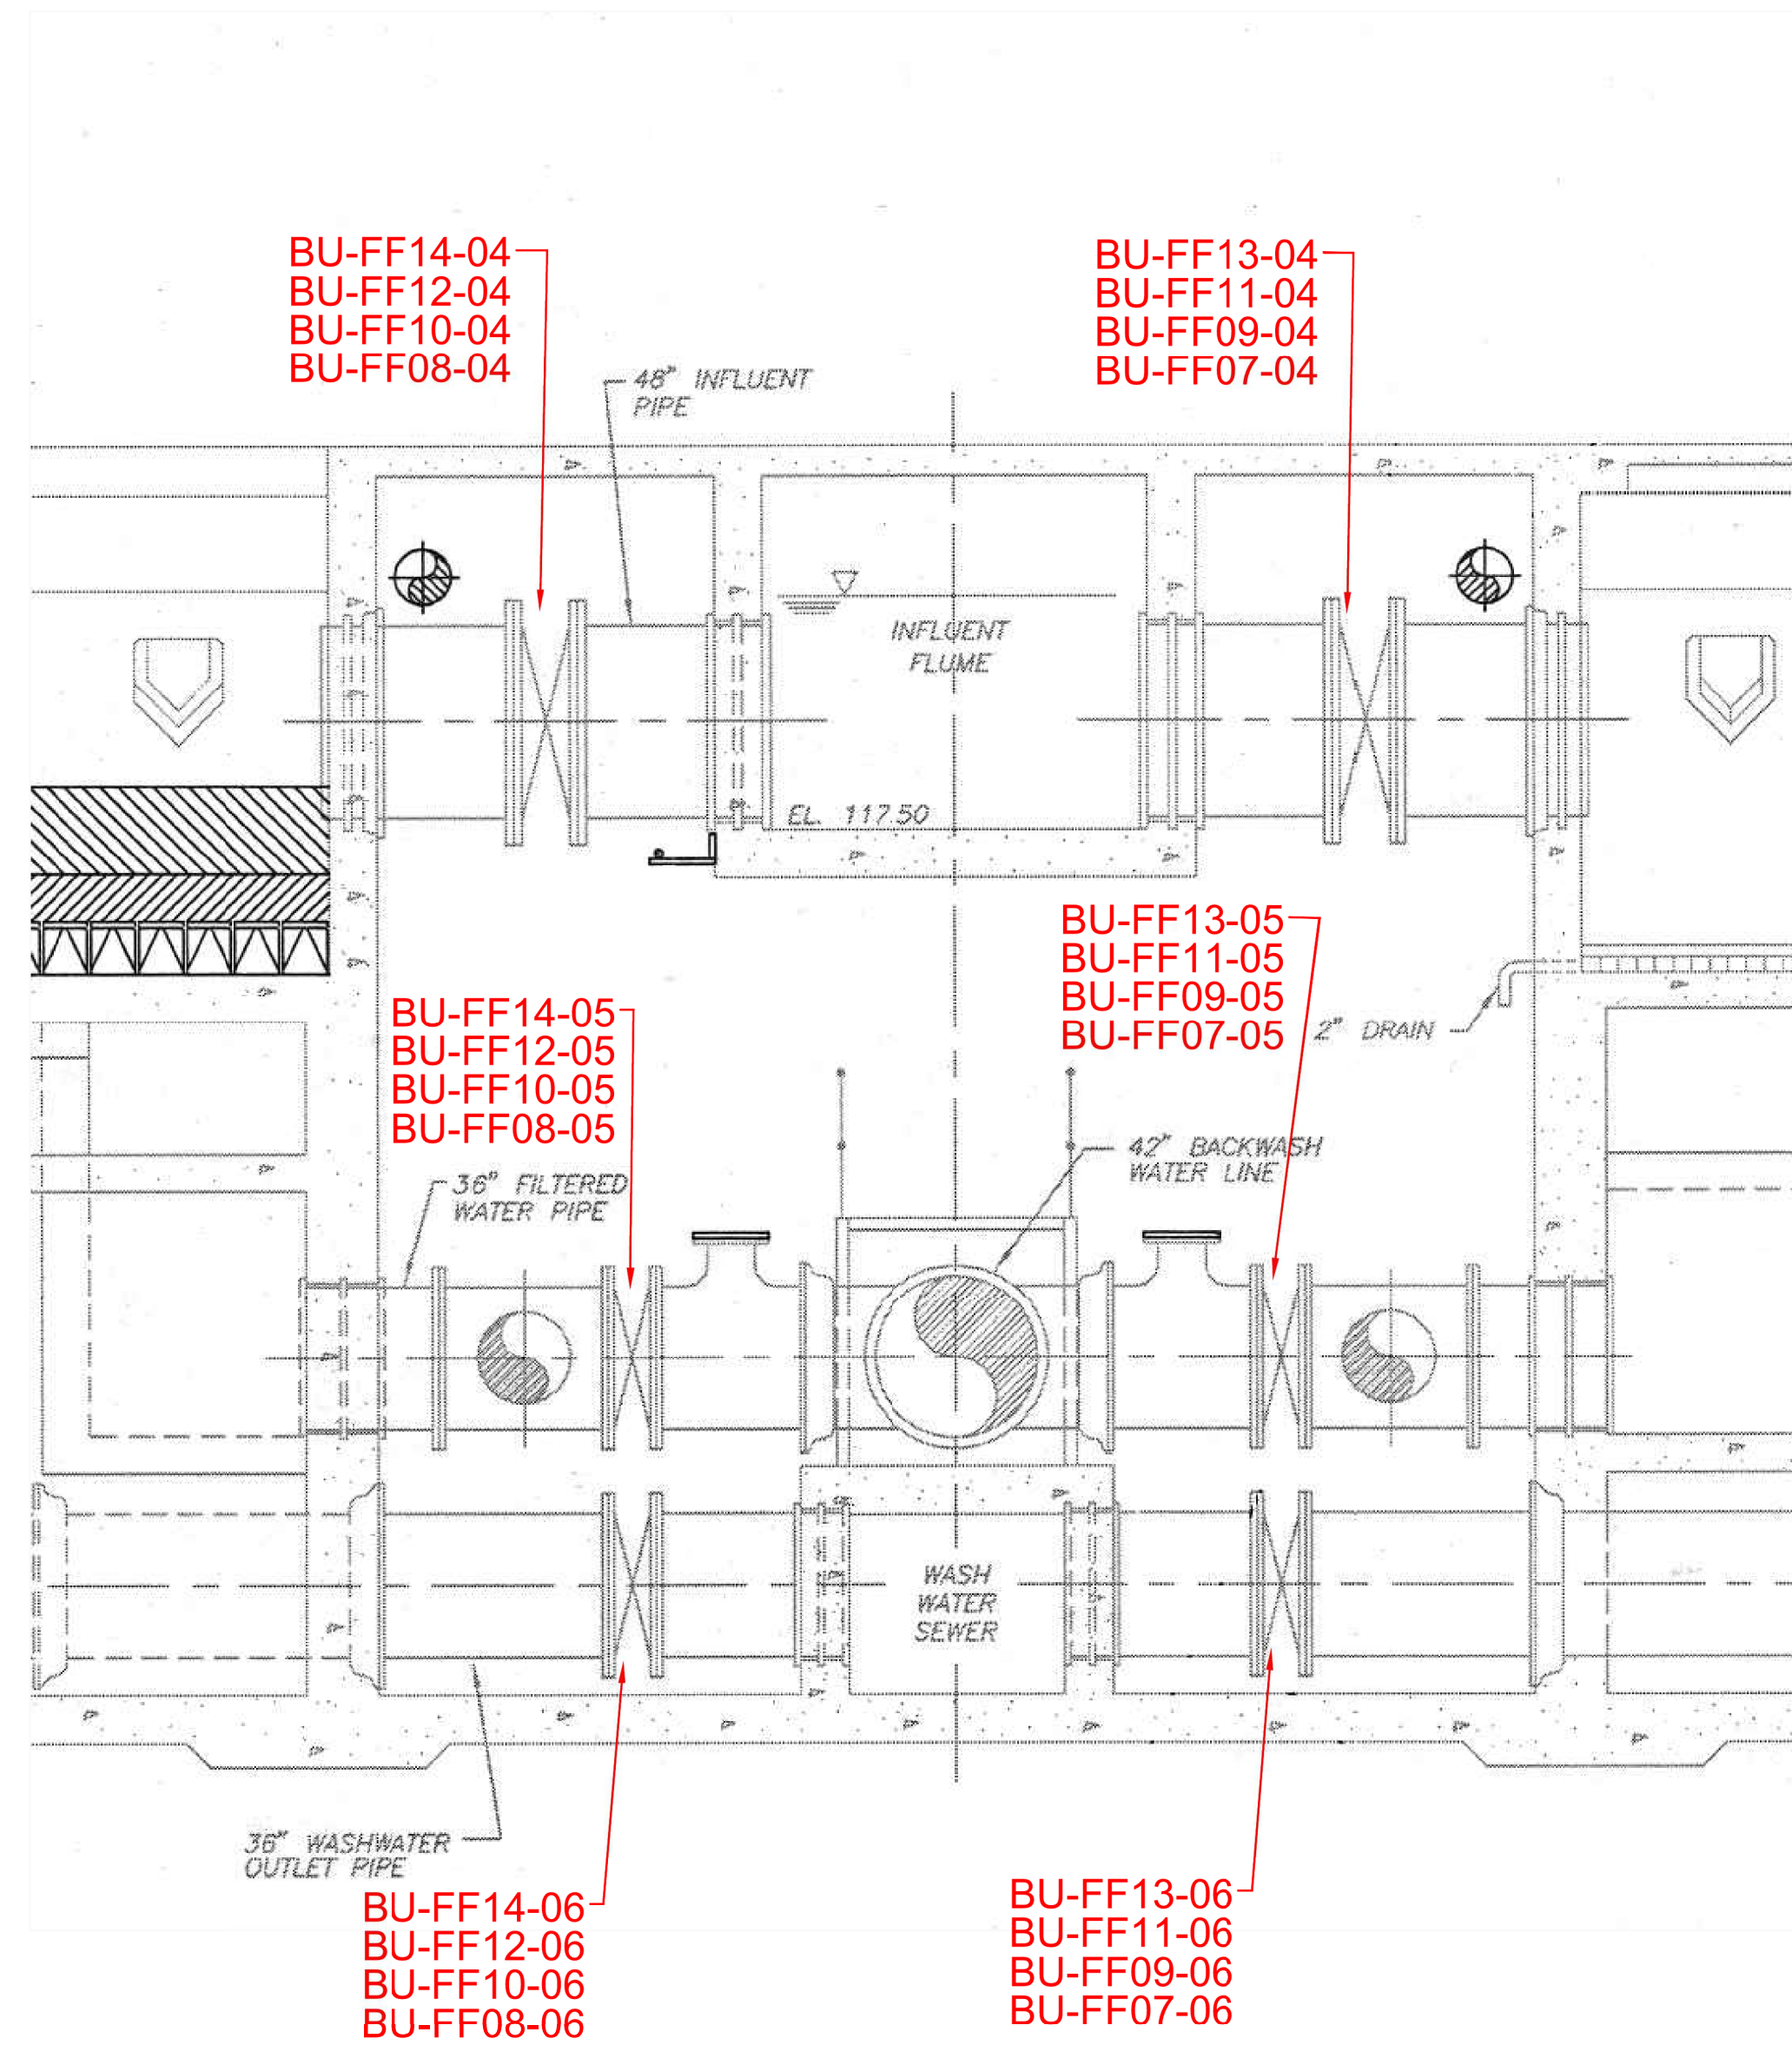 BU-FF14-04
BU-FF12-04
BU-FF10-04
BU-FF08-04
BU-FF13-04
BU-FF11-04
BU-FF09-04
BU-FF07-04
48" INFLUENT
PIPE
INFLUENT
FLUME
EL. 117.50
BU-FF13-05
BU-FF11-05
BU-FF09-05
BU-FF07-05
2" DRAIN
BU-FF14-05
BU-FF12-05
BU-FF10-05
BU-FF08-05
42" BACKWASH
WATER LINE
36" FILTERED
WATER PIPE
WASH
WATER
SEWER
36" WASHWATER
OUTLET PIPE
BU-FF14-06
BU-FF12-06
BU-FF10-06
BU-FF08-06
BU-FF13-06
BU-FF11-06
BU-FF09-06
BU-FF07-06